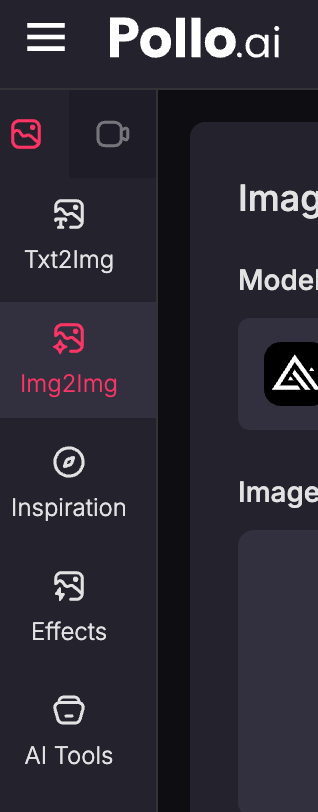 Pollo.ai
Txt2Img
Img2Img
Inspiration
Effects
AI Tools
Imag
Model
Image